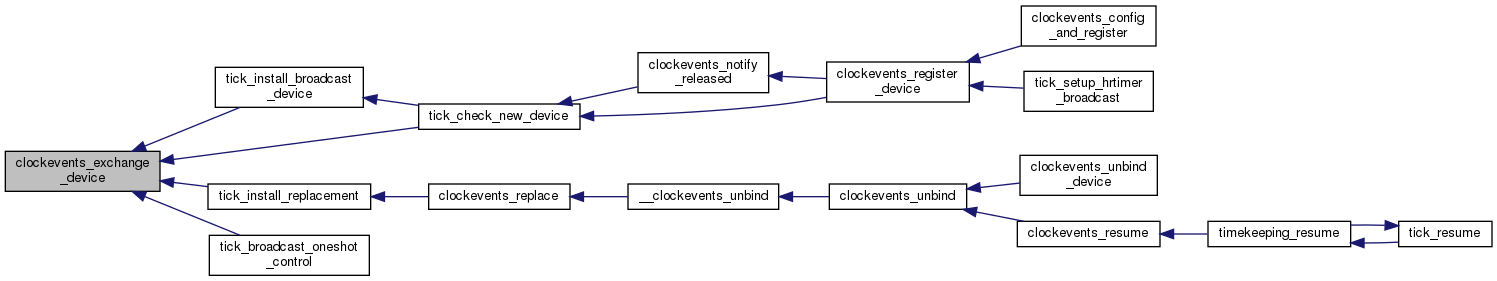 clockevents_config
_and_register
tick_install_broadcast
_device
clockevents_notify
_released
clockevents_register
_device
tick_setup_hrtimer
_broadcast
tick_check_new_device
clockevents_exchange
_device
tick_install_replacement
clockevents_replace
__clockevents_unbind
clockevents_unbind
clockevents_unbind
_device
clockevents_resume
timekeeping_resume
tick_resume
tick_broadcast_oneshot
_control